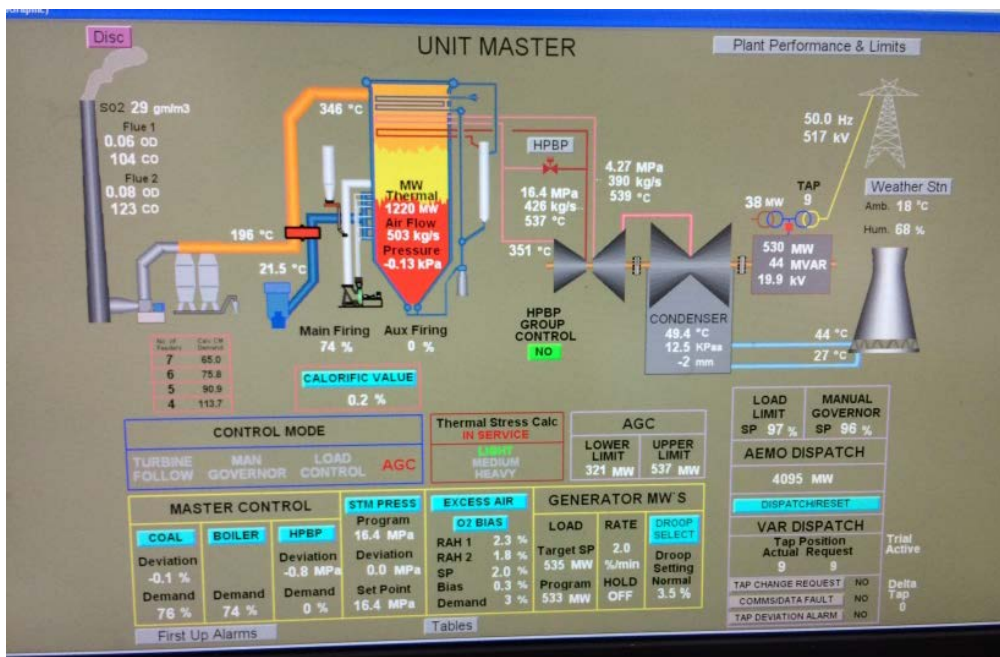 Disc
UNIT MASTER
Plant Performance & Limits
SO2 29 gm/m3
Flue 1
0.06 OD
104 CO
Flue 2
0.08 OD
123 CO
346 °C
196 °C
21.5 °C
MW
Thermal
1220 MW
Air Flow
503 kg/s
Pressure
-0.13 kPa
Main Firing
74 %
Aux Firing
0 %
HPBP
16.4 MPa
426 kg/s
537 °C
4.27 MPa
390 kg/s
539 °C
351 °C
50.0 Hz
517 kV
TAP
9
38 MW
530 MW
44 MVAR
19.9 kV
Weather Stn
Amb. 18 °C
Hum. 68 %
HPBP
GROUP
CONTROL
NO
CONDENSER
49.4 °C
12.5 KPaa
-2 mm
44 °C
27 °C
No. of Feeders Calc CM Demand
7 65.0
6 75.8
5 90.9
4 113.7
CALORIFIC VALUE
0.2 %
CONTROL MODE
TURBINE FOLLOW
MAN GOVERNOR
LOAD CONTROL
AGC
Thermal Stress Calc
IN SERVICE
LIGHT
MEDIUM
HEAVY
AGC
LOWER LIMIT
321 MW
UPPER LIMIT
537 MW
LOAD LIMIT
SP 97 %
MANUAL GOVERNOR
SP 96 %
AEMO DISPATCH
4095 MW
DISPATCH/RESET
VAR DISPATCH
Tap Position
Actual Request
9 9
Trial Active
TAP CHANGE REQUEST NO
COMMS/DATA FAULT NO
TAP DEVIATION ALARM NO
Delta Tap
0
MASTER CONTROL
COAL
Deviation
-0.1 %
Demand
76 %
BOILER
Demand
74 %
HPBP
Deviation
-0.8 MPa
Demand
0 %
STM PRESS
Program
16.4 MPa
Deviation
0.0 MPa
Set Point
16.4 MPa
EXCESS AIR
O2 BIAS
RAH 1 2.3 %
RAH 2 1.8 %
SP 2.0 %
Bias 0.3 %
Demand 3 %
GENERATOR MW'S
LOAD
Target SP
535 MW
Program
533 MW
RATE
2.0
%/min
HOLD
OFF
DROOP SELECT
Droop
Setting
Normal
3.5 %
First Up Alarms
Tables